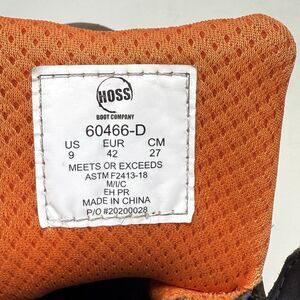 HOSS
BOOT COMPANY
60466-D
US EUR CM
9 42 27
MEETS OR EXCEEDS
ASTM F2413-18
M/I/C
EH PR
MADE IN CHINA
P/O #20200028